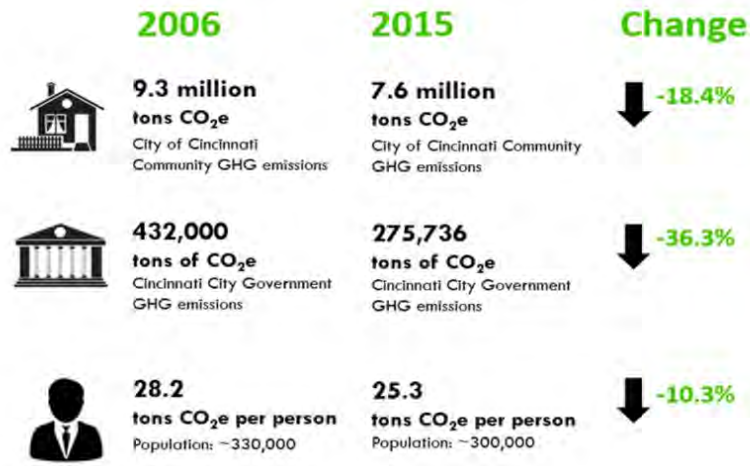 2006 2015 Change
9.3 million 7.6 million -18.4%
tons CO₂e tons CO₂e
City of Cincinnati City of Cincinnati Community
Community GHG emissions GHG emissions
432,000 275,736 -36.3%
tons of CO₂e tons of CO₂e
Cincinnati City Government Cincinnati City Government
GHG emissions GHG emissions
28.2 25.3 -10.3%
tons CO₂e per person tons CO₂e per person
Population: ~330,000 Population: ~300,000